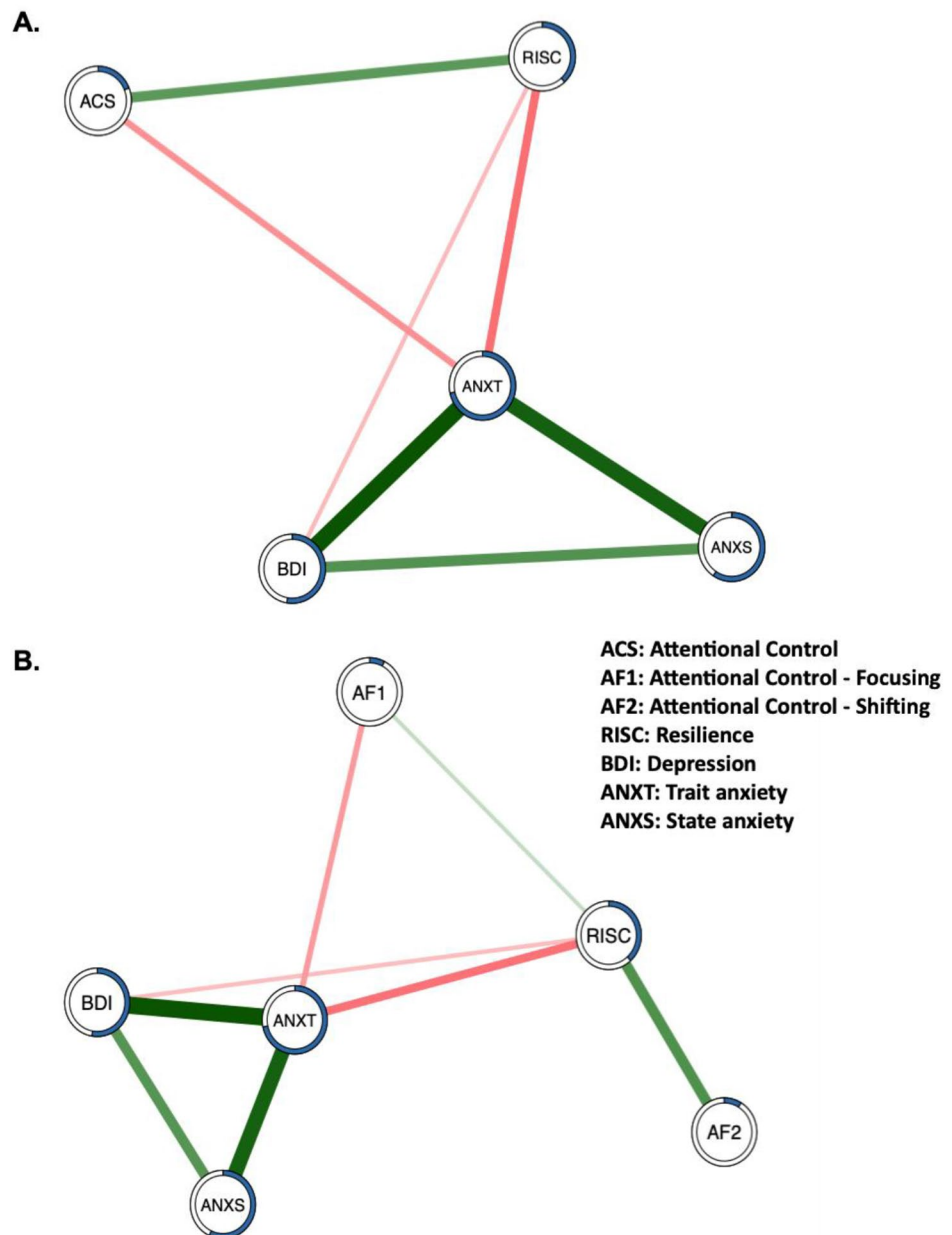 A.
RISC
ACS
ANXT
ANXS
BDI
B.
ACS: Attentional Control
AF1: Attentional Control - Focusing
AF2: Attentional Control - Shifting
RISC: Resilience
BDI: Depression
ANXT: Trait anxiety
ANXS: State anxiety
AF1
RISC
BDI
ANXT
AF2
ANXS